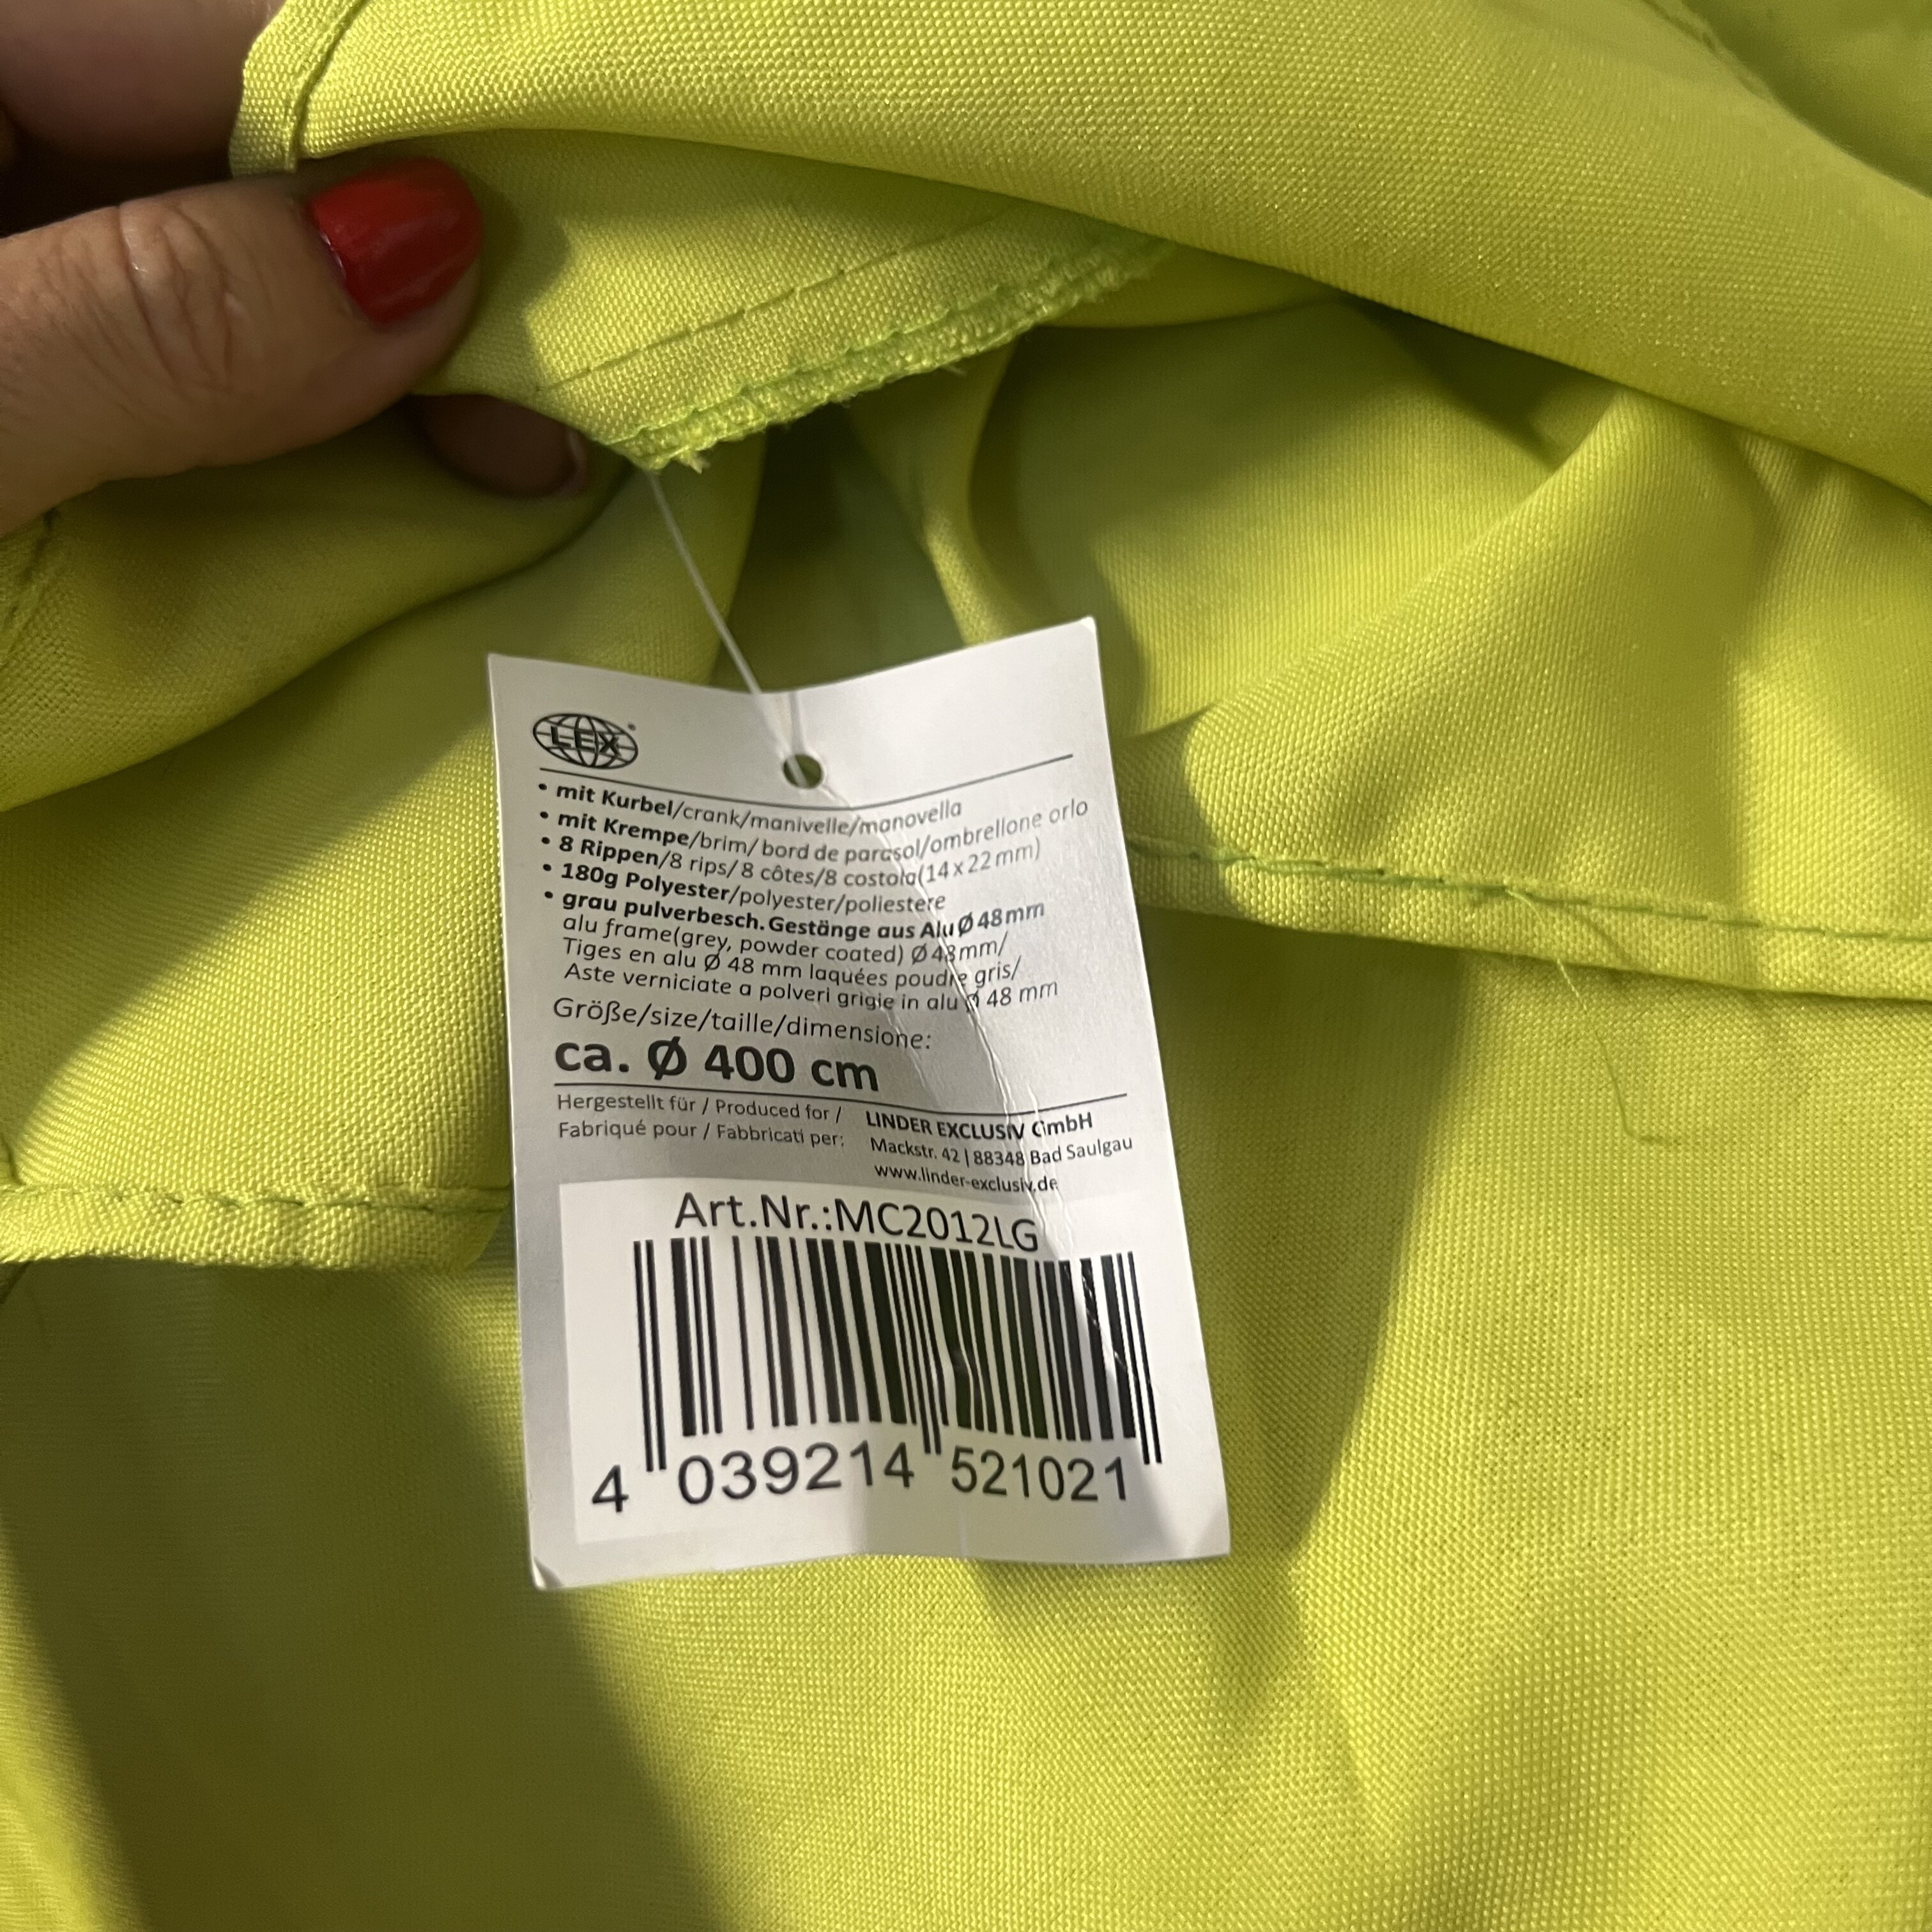 LEX®
• mit Kurbel/crank/manivelle/manovella
• mit Krempe/brim/ bord de parasol/ombrellone orlo
• 8 Rippen/8 rips/ 8 côtes/8 costola(14x22mm)
• 180g Polyester/polyester/poliestere
• grau pulverbesch. Gestänge aus Alu Ø 48mm
alu frame(grey, powder coated) Ø 48mm/
Tiges en alu Ø 48 mm laquées poudre gris/
Aste verniciate a polveri grigie in alu Ø 48 mm
Größe/size/taille/dimensione:
ca. Ø 400 cm
Hergestellt für / Produced for / LINDER EXCLUSIV GmbH
Fabriqué pour / Fabbricati per: Mackstr. 42 | 88348 Bad Saulgau
www.linder-exclusiv.de
Art.Nr.:MC2012LG
4 039214 521021